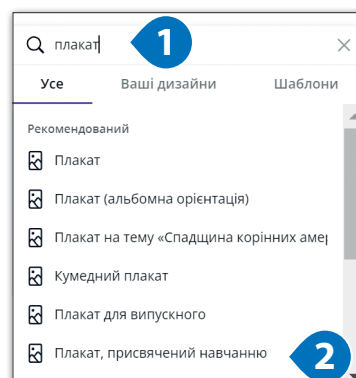 плакат
1
Усе Ваші дизайни Шаблони
Рекомендований
Плакат
Плакат (альбомна орієнтація)
Плакат на тему «Спадщина корінних амер
Кумедний плакат
Плакат для випускного
Плакат, присвячений навчанню
2